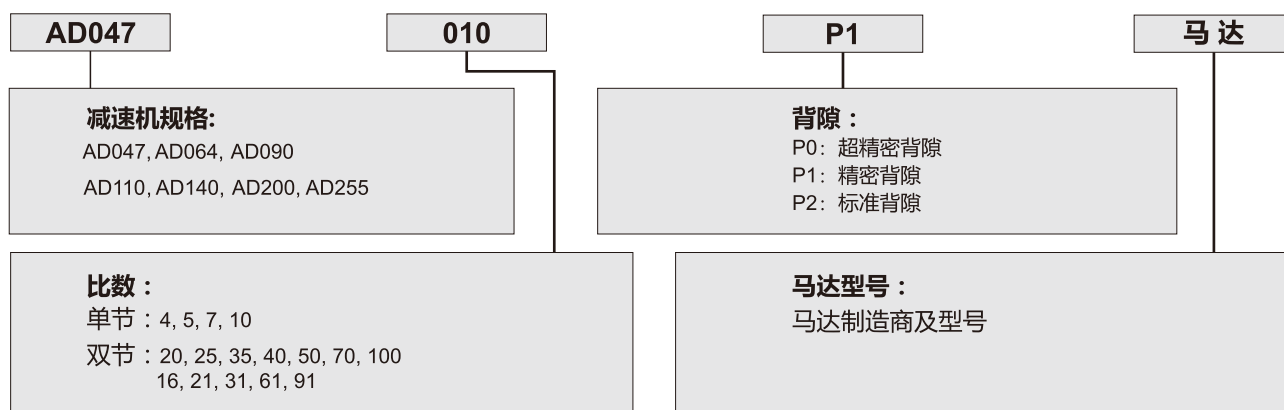 AD047
010
P1
马 达
减速机规格:
AD047, AD064, AD090
AD110, AD140, AD200, AD255
背隙：
P0：超精密背隙
P1：精密背隙
P2：标准背隙
比数：
单节：4, 5, 7, 10
双节：20, 25, 35, 40, 50, 70, 100
16, 21, 31, 61, 91
马达型号：
马达制造商及型号